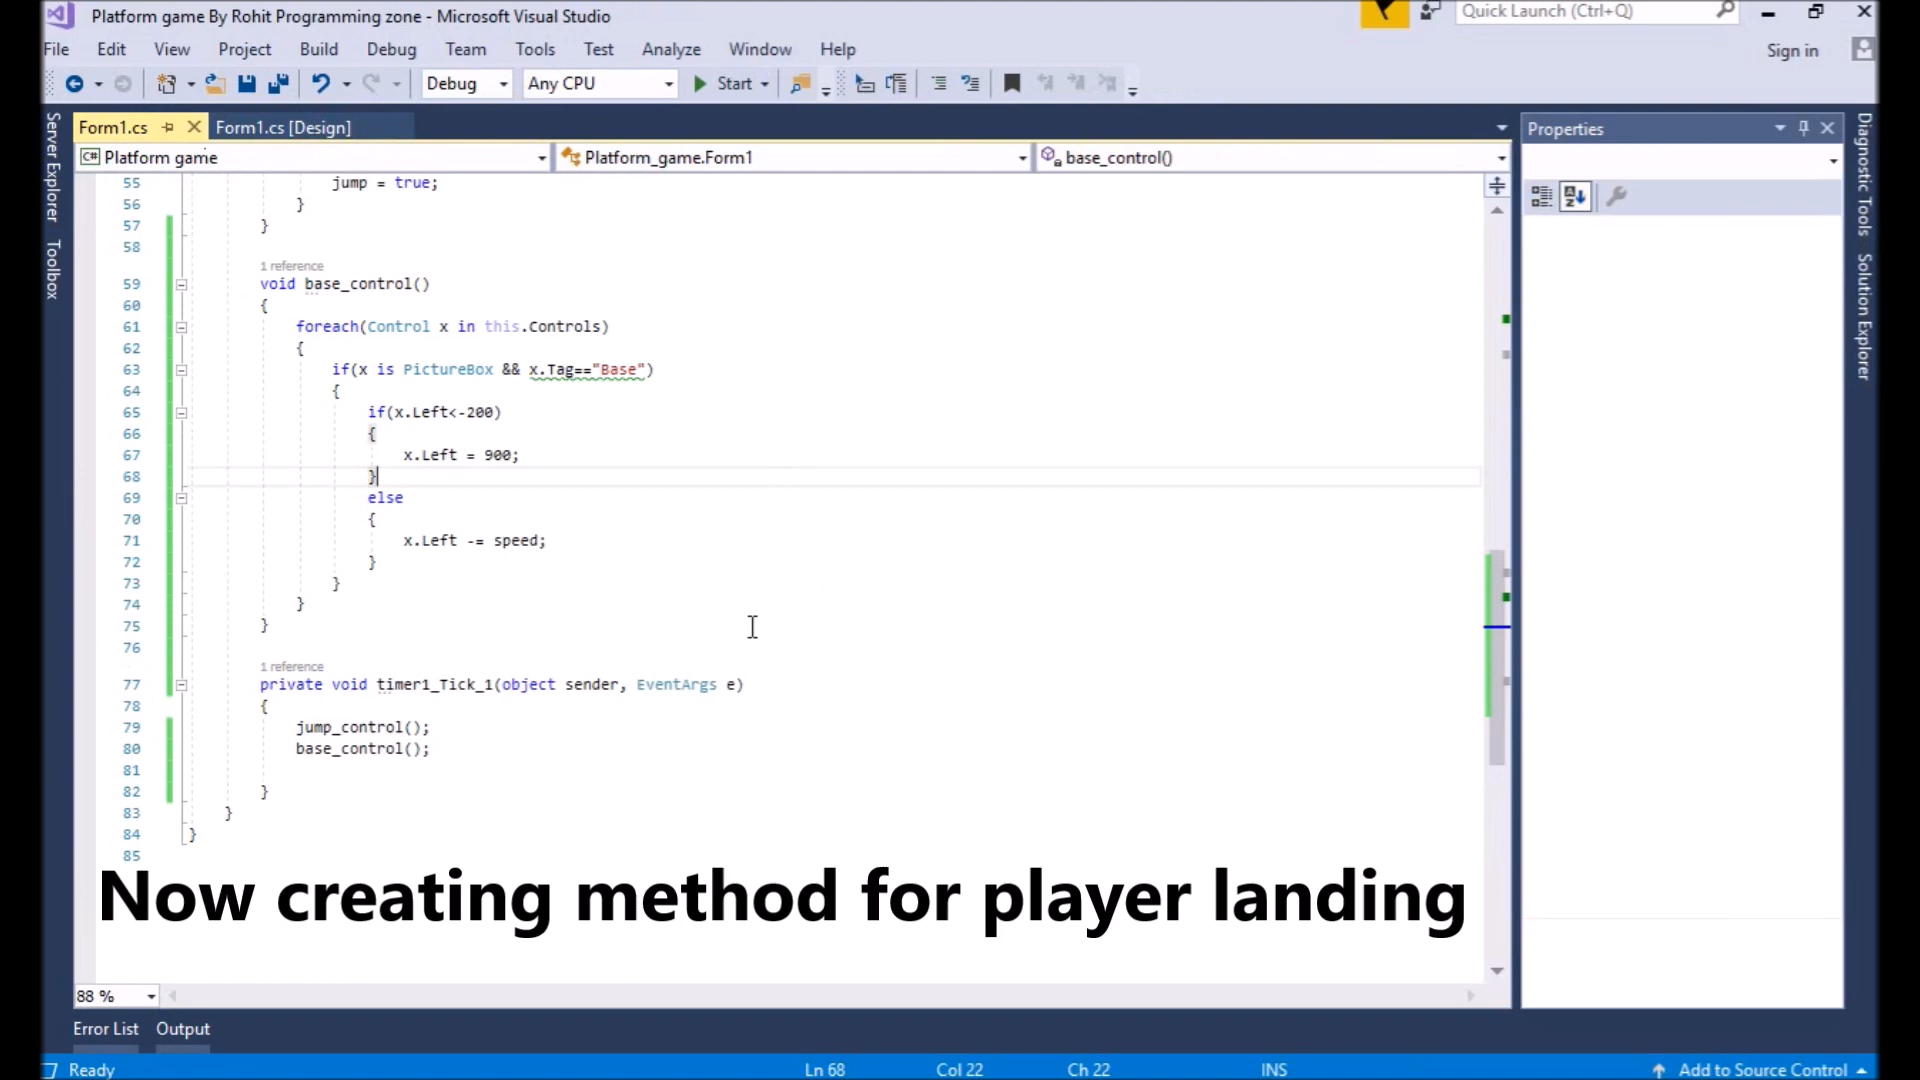 Platform game By Rohit Programming zone - Microsoft Visual Studio
Quick Launch (Ctrl+Q)
File Edit View Project Build Debug Team Tools Test Analyze Window Help
Sign in
Debug Any CPU Start
Server Explorer
Toolbox
Form1.cs Form1.cs [Design]
C# Platform game Platform_game.Form1 base_control()
55 jump = true;
56 }
57 }
58
1 reference
59 void base_control()
60 {
61 foreach(Control x in this.Controls)
62 {
63 if(x is PictureBox && x.Tag=="Base")
64 {
65 if(x.Left<-200)
66 {
67 x.Left = 900;
68 }
69 else
70 {
71 x.Left -= speed;
72 }
73 }
74 }
75 }
76
1 reference
77 private void timer1_Tick_1(object sender, EventArgs e)
78 {
79 jump_control();
80 base_control();
81
82 }
83 }
84 }
85
Now creating method for player landing
88 %
Properties
Diagnostic Tools
Solution Explorer
Error List Output
Ready Ln 68 Col 22 Ch 22 INS Add to Source Control